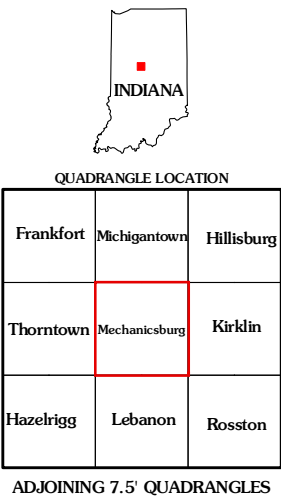 INDIANA
QUADRANGLE LOCATION
Frankfort Michigantown Hillisburg
Thorntown Mechanicsburg Kirklin
Hazelrigg Lebanon Rosston
ADJOINING 7.5' QUADRANGLES